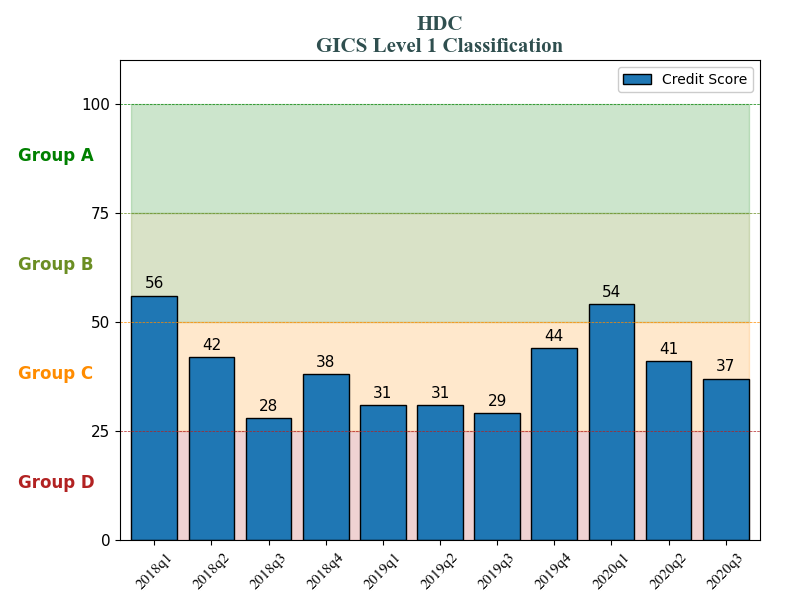 HDC
GICS Level 1 Classification
Credit Score
100
Group A
75
Group B
56
54
50
42
44
41
38
37
Group C
31
31
29
28
25
Group D
0
2018q1
2018q2
2018q3
2018q4
2019q1
2019q2
2019q3
2019q4
2020q1
2020q2
2020q3